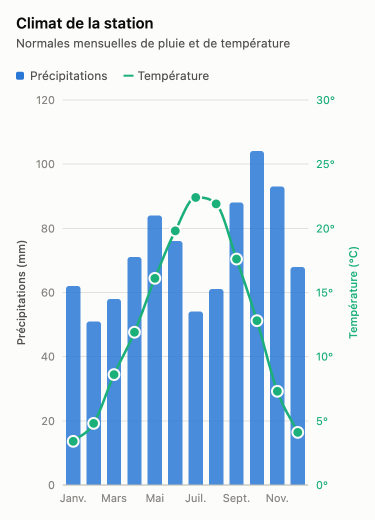 Climat de la station
Normales mensuelles de pluie et de température
Précipitations Température
120 30°
100 25°
80 20°
60 15°
40 10°
20 5°
0 0°
Précipitations (mm)
Température (°C)
Janv. Mars Mai Juil. Sept. Nov.